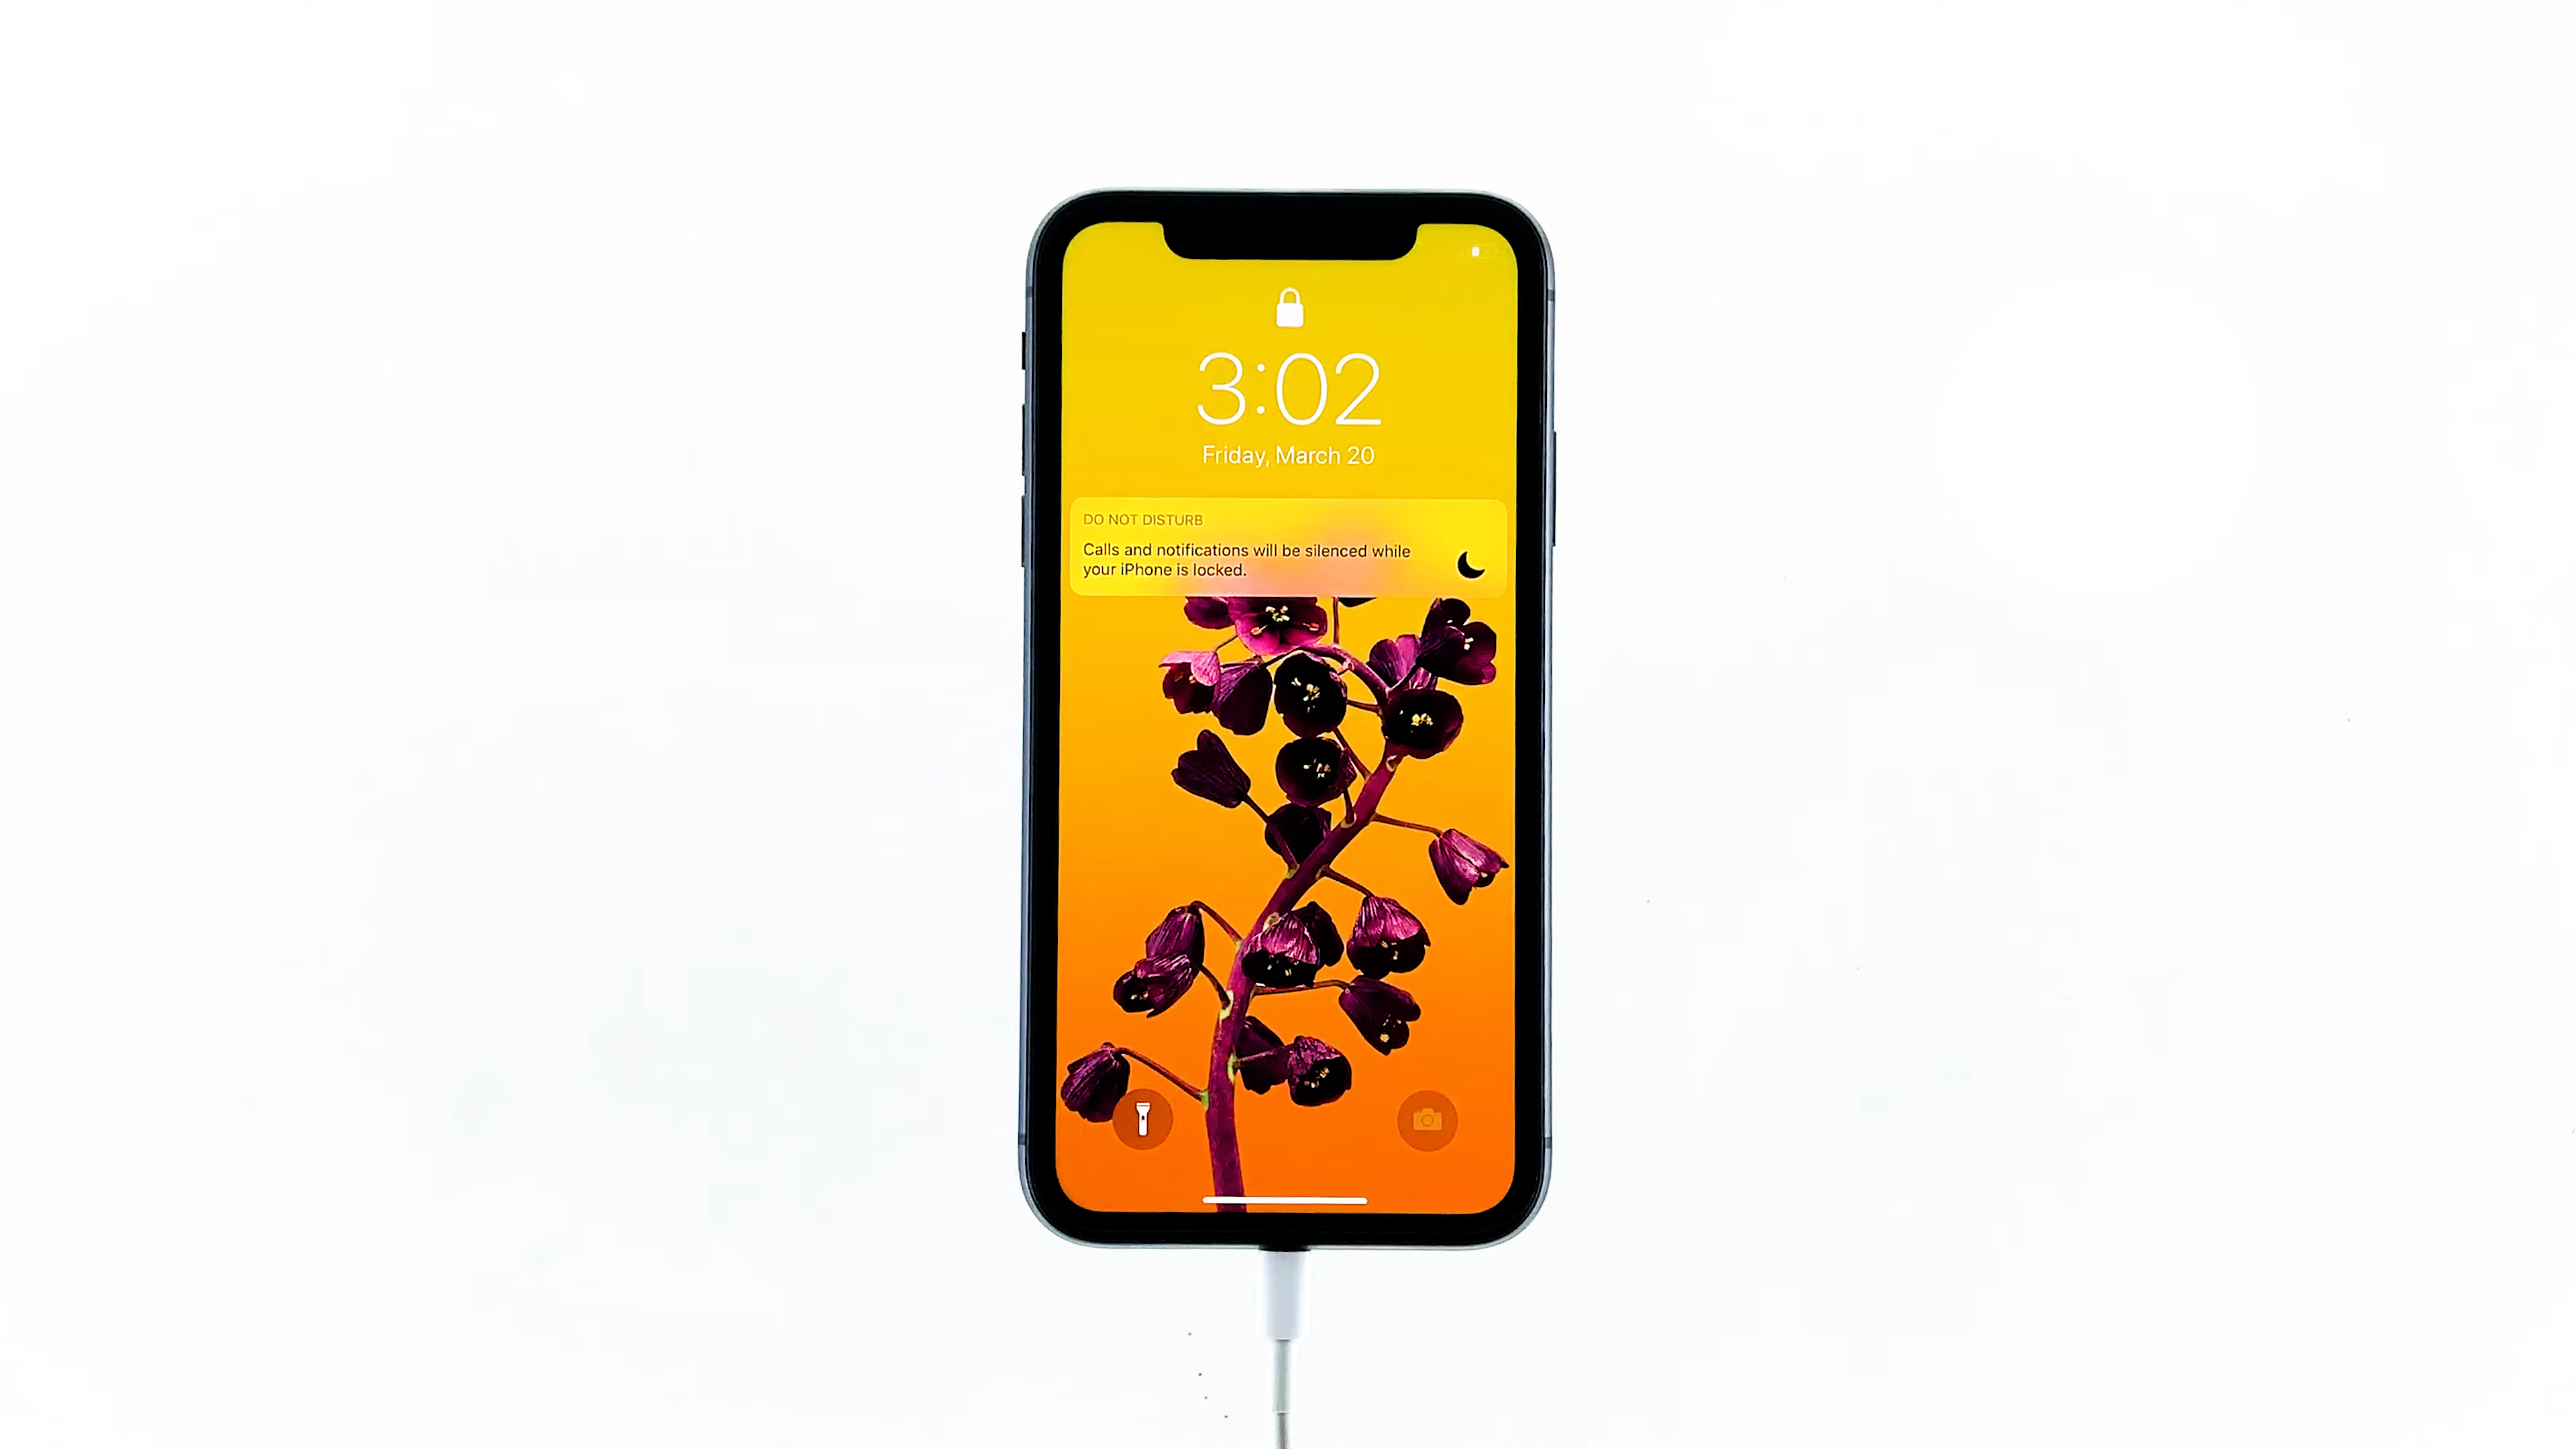 3:02
Friday, March 20
DO NOT DISTURB
Calls and notifications will be silenced while
your iPhone is locked.